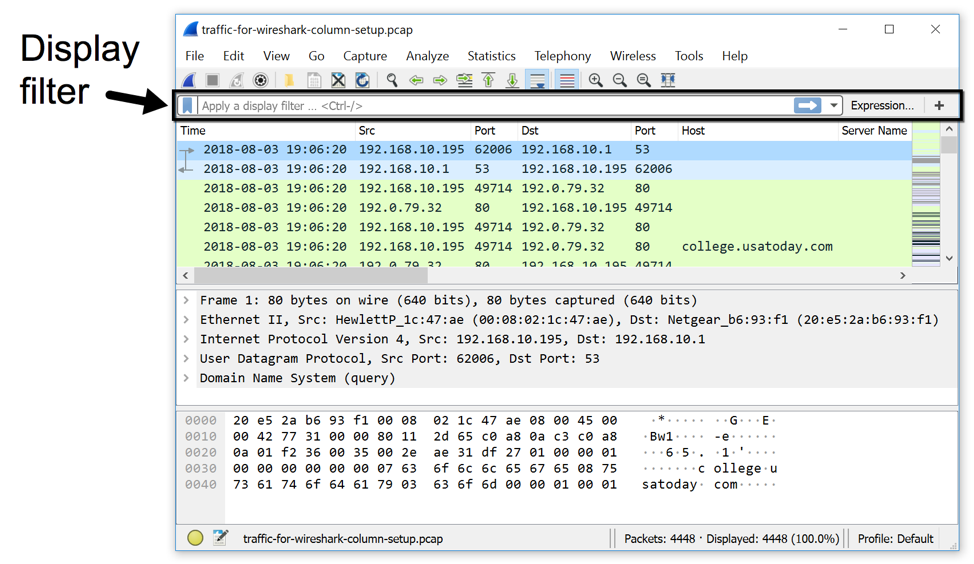 Display
filter
traffic-for-wireshark-column-setup.pcap
File Edit View Go Capture Analyze Statistics Telephony Wireless Tools Help
Apply a display filter ... <Ctrl-/> Expression... +
Time Src Port Dst Port Host Server Name
2018-08-03 19:06:20 192.168.10.195 62006 192.168.10.1 53
2018-08-03 19:06:20 192.168.10.1 53 192.168.10.195 62006
2018-08-03 19:06:20 192.168.10.195 49714 192.0.79.32 80
2018-08-03 19:06:20 192.0.79.32 80 192.168.10.195 49714
2018-08-03 19:06:20 192.168.10.195 49714 192.0.79.32 80
2018-08-03 19:06:20 192.168.10.195 49714 192.0.79.32 80 college.usatoday.com
2018-08-03 19:06:20 192.0.79.32 80 192.168.10.195 49714
Frame 1: 80 bytes on wire (640 bits), 80 bytes captured (640 bits)
Ethernet II, Src: HewlettP_1c:47:ae (00:08:02:1c:47:ae), Dst: Netgear_b6:93:f1 (20:e5:2a:b6:93:f1)
Internet Protocol Version 4, Src: 192.168.10.195, Dst: 192.168.10.1
User Datagram Protocol, Src Port: 62006, Dst Port: 53
Domain Name System (query)
0000 20 e5 2a b6 93 f1 00 08 02 1c 47 ae 08 00 45 00 ·*····· ··G···E·
0010 00 42 77 31 00 00 80 11 2d 65 c0 a8 0a c3 c0 a8 ·Bw1···· -e······
0020 0a 01 f2 36 00 35 00 2e ae 31 df 27 01 00 00 01 ···6·5·. ·1·'····
0030 00 00 00 00 00 00 07 63 6f 6c 6c 65 67 65 08 75 ·······c ollege·u
0040 73 61 74 6f 64 61 79 03 63 6f 6d 00 00 01 00 01 satoday· com·····
traffic-for-wireshark-column-setup.pcap Packets: 4448 · Displayed: 4448 (100.0%) Profile: Default